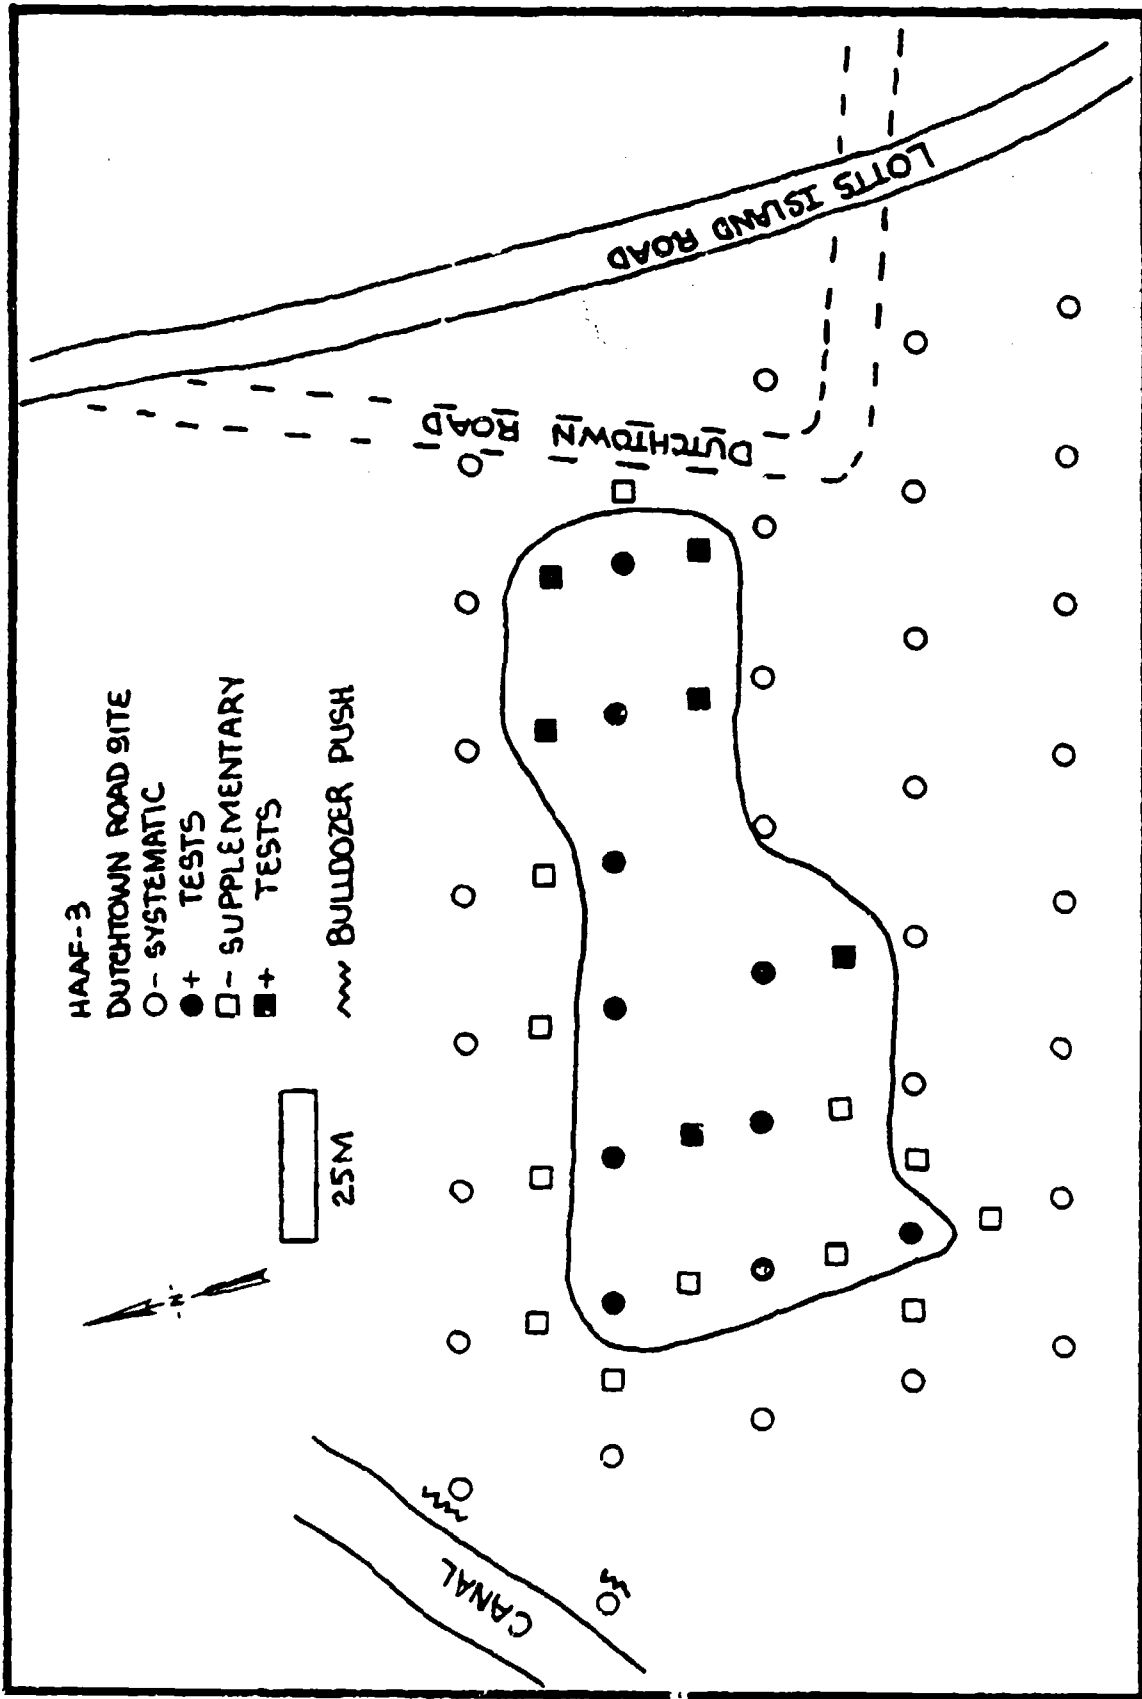 HAAF-3
DUTCHTOWN ROAD SITE
O- SYSTEMATIC
●+ TESTS
□- SUPPLEMENTARY
■+ TESTS
BULLDOZER PUSH
25M
N
DUTCHTOWN ROAD
LOTTS ISLAND ROAD
CANAL